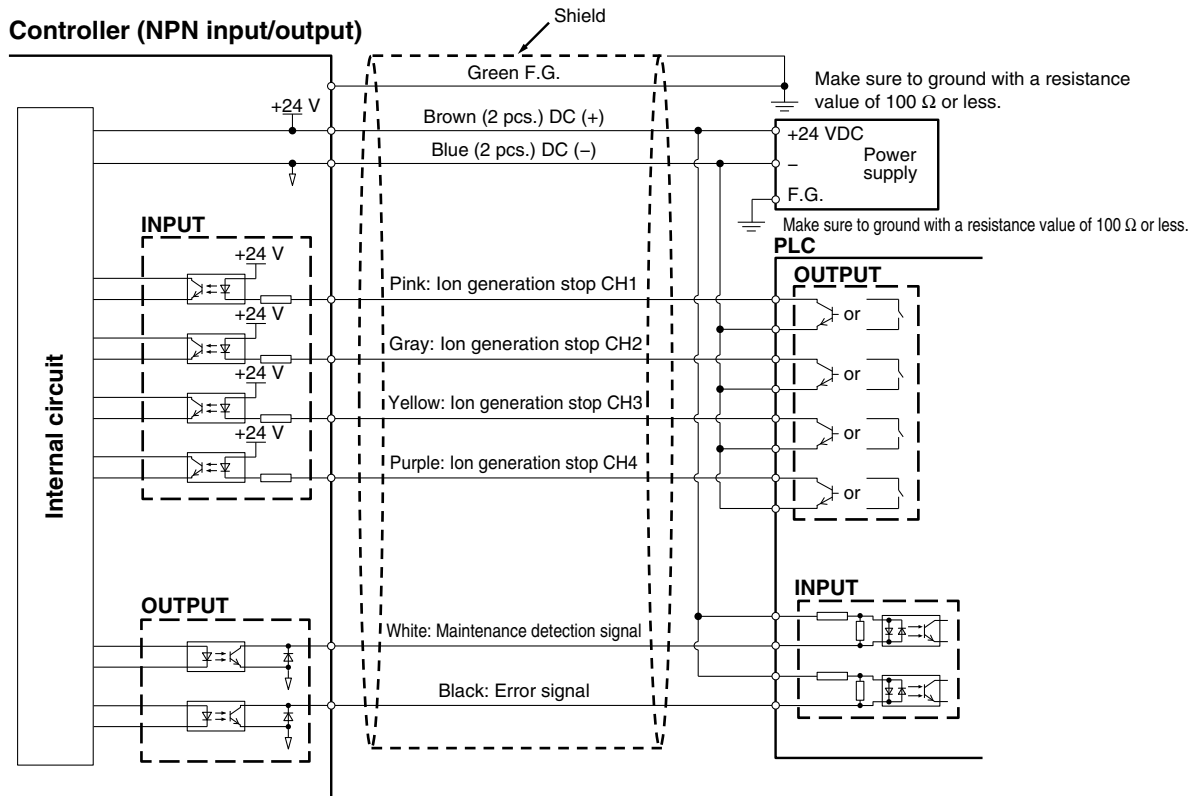 Controller (NPN input/output)
Shield
Green F.G.
Make sure to ground with a resistance
value of 100 Ω or less.
+24 V
Brown (2 pcs.) DC (+)
+24 VDC
Blue (2 pcs.) DC (−)
–
Power
supply
F.G.
Make sure to ground with a resistance value of 100 Ω or less.
INPUT
PLC
OUTPUT
+24 V
Pink: Ion generation stop CH1
or
+24 V
Gray: Ion generation stop CH2
or
+24 V
Yellow: Ion generation stop CH3
or
+24 V
Purple: Ion generation stop CH4
or
Internal circuit
OUTPUT
INPUT
White: Maintenance detection signal
Black: Error signal